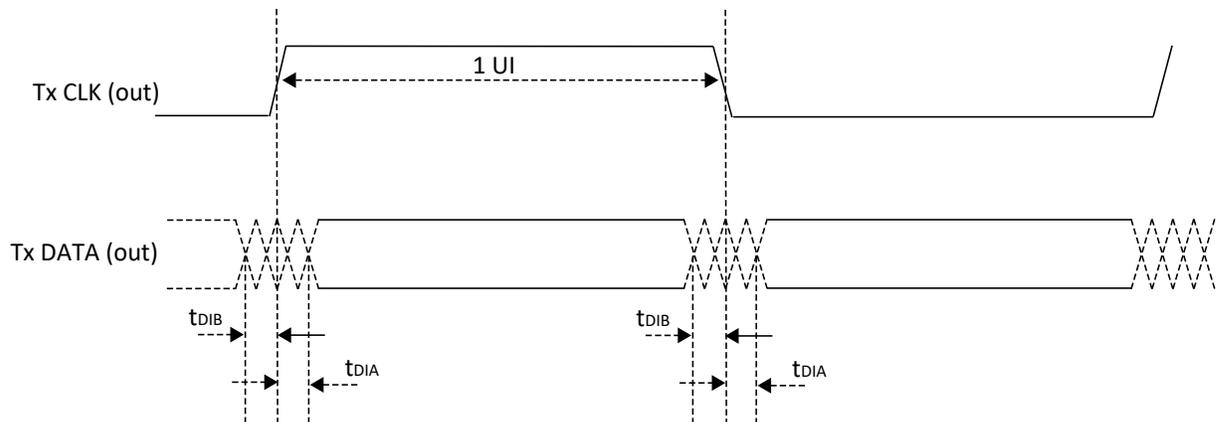 1 UI
Tx CLK (out)
Tx DATA (out)
tDIB
tDIB
tDIA
tDIA